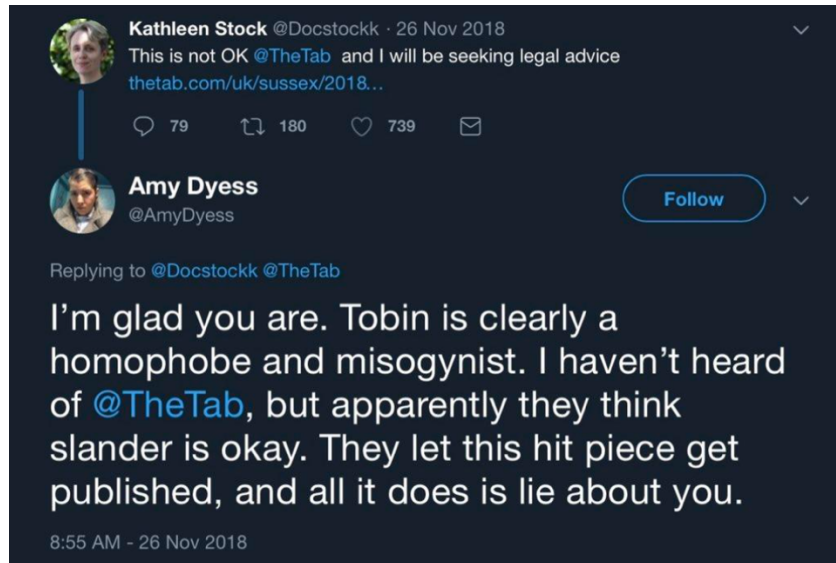 Kathleen Stock @Docstockk · 26 Nov 2018
This is not OK @TheTab and I will be seeking legal advice
thetab.com/uk/sussex/2018...
79 180 739
Amy Dyess
@AmyDyess
Follow
Replying to @Docstockk @TheTab
I'm glad you are. Tobin is clearly a
homophobe and misogynist. I haven't heard
of @TheTab, but apparently they think
slander is okay. They let this hit piece get
published, and all it does is lie about you.
8:55 AM - 26 Nov 2018